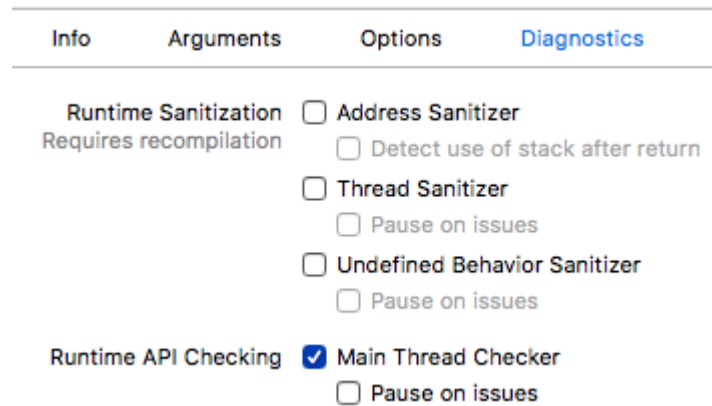 Info Arguments Options Diagnostics
Runtime Sanitization Address Sanitizer
Requires recompilation Detect use of stack after return
Thread Sanitizer
Pause on issues
Undefined Behavior Sanitizer
Pause on issues
Runtime API Checking Main Thread Checker
Pause on issues